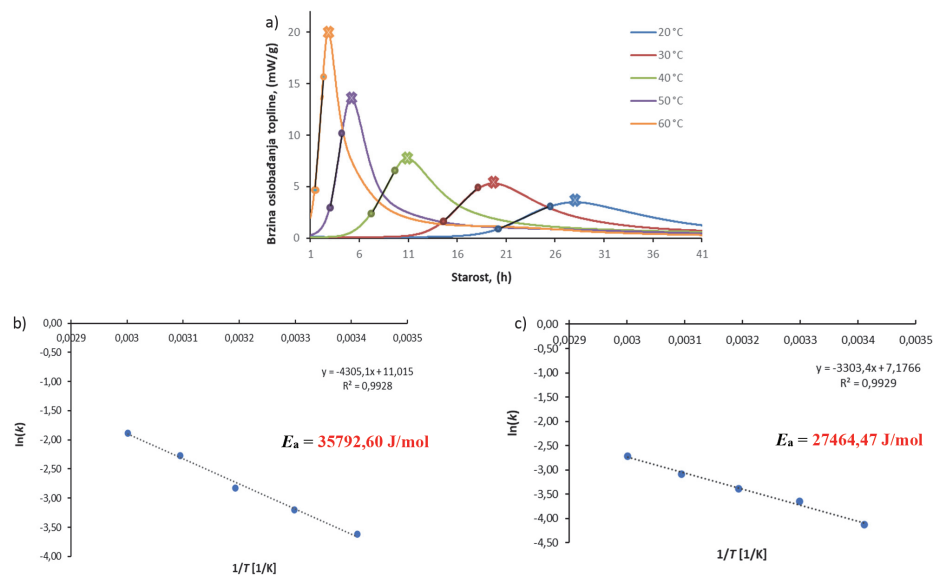 a)
Brzina oslobađanja topline, (mW/g)
20
15
10
5
0
1 6 11 16 21 26 31 36 41
Starost, (h)
20 °C
30 °C
40 °C
50 °C
60 °C
b)
0,00
0,0029 0,003 0,0031 0,0032 0,0033 0,0034 0,0035
-0,50
-1,00
-1,50
-2,00
-2,50
-3,00
-3,50
-4,00
ln(k)
y = -4305,1x + 11,015
R² = 0,9928
Ea = 35792,60 J/mol
1/T [1/K]
c)
0,00
0,0029 0,003 0,0031 0,0032 0,0033 0,0034 0,0035
-0,50
-1,00
-1,50
-2,00
-2,50
-3,00
-3,50
-4,00
-4,50
ln(k)
y = -3303,4x + 7,1766
R² = 0,9929
Ea = 27464,47 J/mol
1/T [1/K]